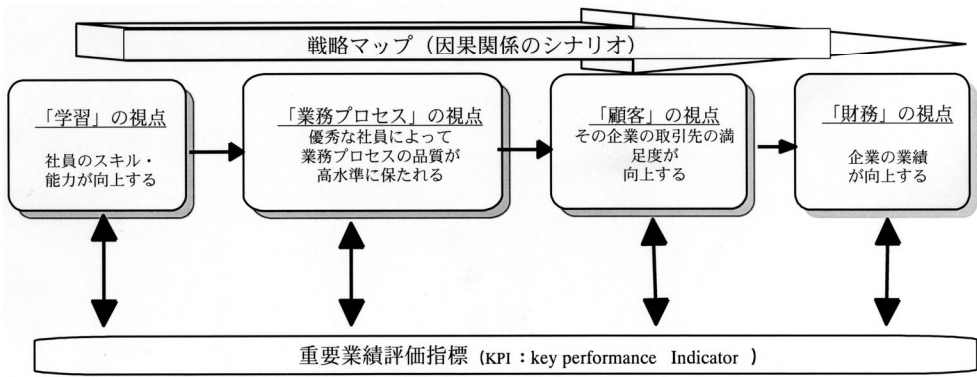 戦略マップ（因果関係のシナリオ）
「学習」の視点
社員のスキル・
能力が向上する
「業務プロセス」の視点
優秀な社員によって
業務プロセスの品質が
高水準に保たれる
「顧客」の視点
その企業の取引先の満
足度が
向上する
「財務」の視点
企業の業績
が向上する
重要業績評価指標（KPI：key performance Indicator ）